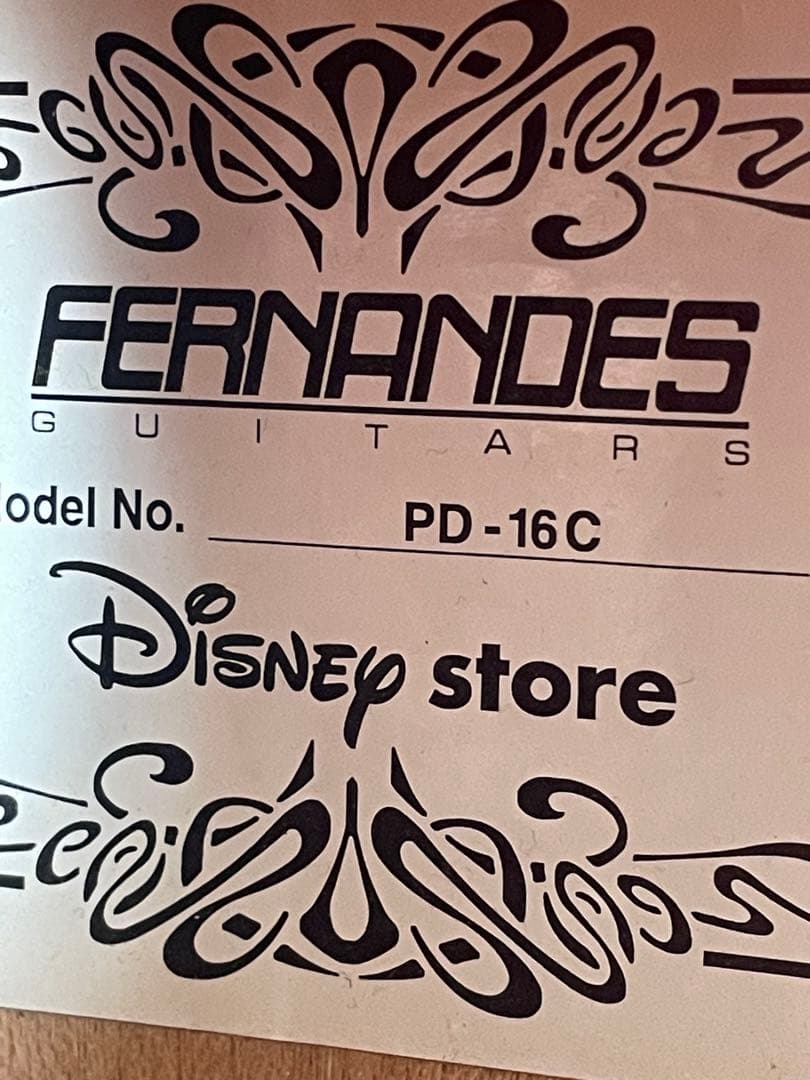 FERNANDES
GUITARS
odel No. PD-16C
Disney store